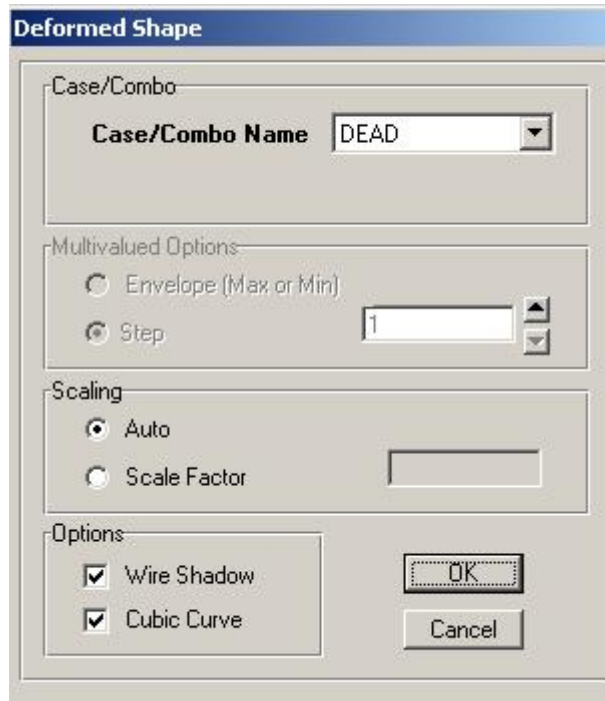 Deformed Shape
Case/Combo
Case/Combo Name DEAD
Multivalued Options
Envelope (Max or Min)
Step 1
Scaling
Auto
Scale Factor
Options
Wire Shadow
OK
Cubic Curve
Cancel